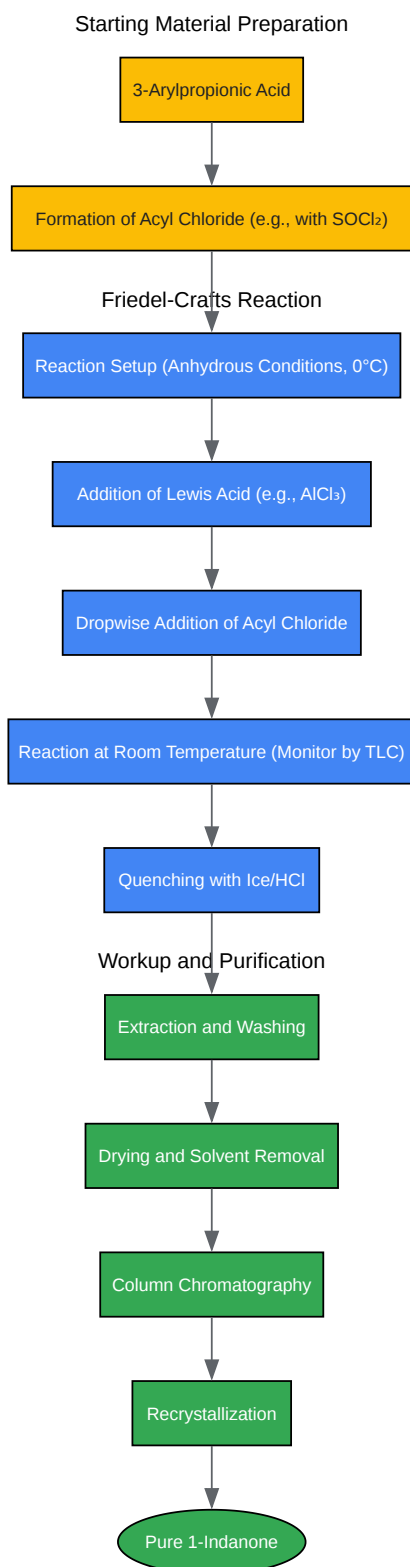 Starting Material Preparation
3-Arylpropionic Acid
Formation of Acyl Chloride (e.g., with SOCl₂)
Friedel-Crafts Reaction
Reaction Setup (Anhydrous Conditions, 0°C)
Addition of Lewis Acid (e.g., AlCl₃)
Dropwise Addition of Acyl Chloride
Reaction at Room Temperature (Monitor by TLC)
Quenching with Ice/HCl
Workup and Purification
Extraction and Washing
Drying and Solvent Removal
Column Chromatography
Recrystallization
Pure 1-Indanone